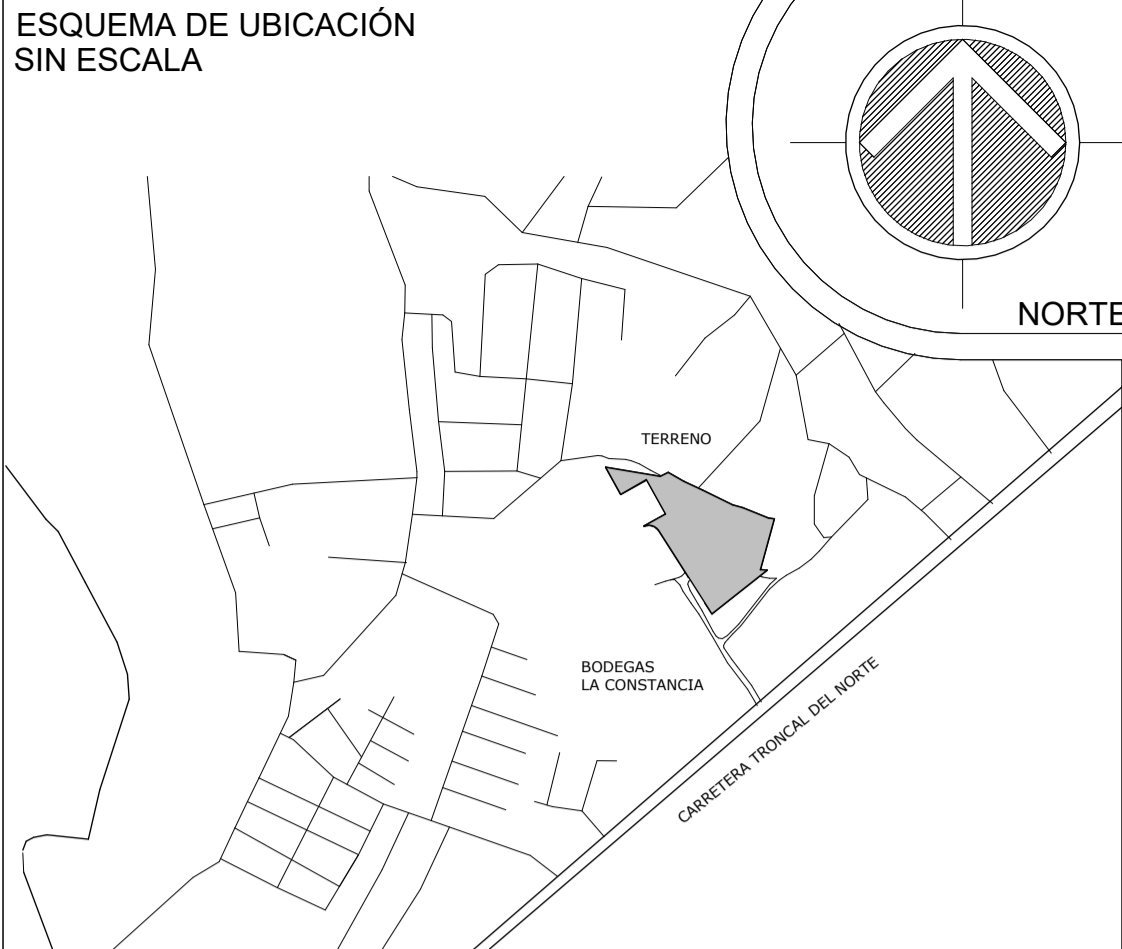 ESQUEMA DE UBICACIÓN
SIN ESCALA
NORTE
TERRENO
BODEGAS
LA CONSTANCIA
CARRETERA TRONCAL DEL NORTE